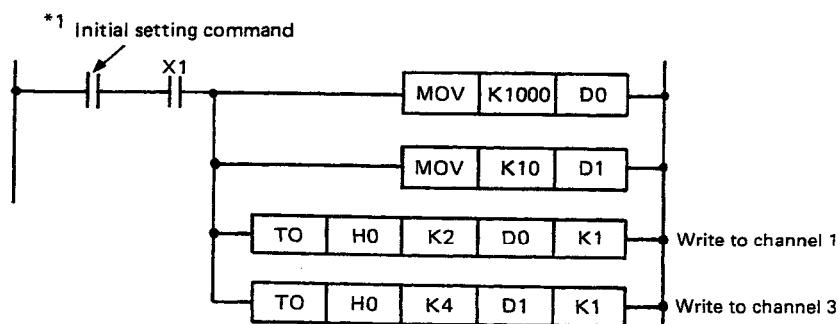 *1 Initial setting command
X1
MOV K1000 D0
MOV K10 D1
TO H0 K2 D0 K1 Write to channel 1
TO H0 K4 D1 K1 Write to channel 3